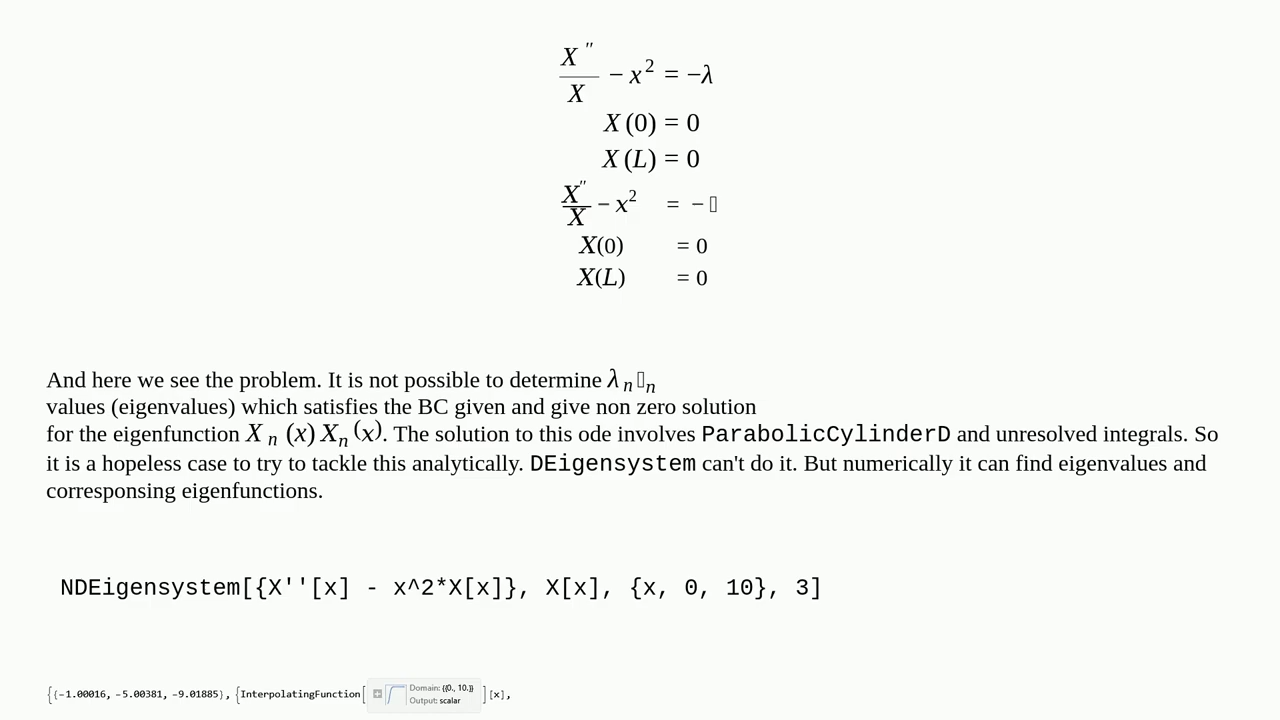 X″/X − x² = −λ
X(0) = 0
X(L) = 0
X″/X − x² = − 
X(0) = 0
X(L) = 0
And here we see the problem. It is not possible to determine λ n n
values (eigenvalues) which satisfies the BC given and give non zero solution
for the eigenfunction X n (x) Xn(x). The solution to this ode involves ParabolicCylinderD and unresolved integrals. So
it is a hopeless case to try to tackle this analytically. DEigensystem can't do it. But numerically it can find eigenvalues and
corresponsing eigenfunctions.
NDEigensystem[{X''[x] - x^2*X[x]}, X[x], {x, 0, 10}, 3]
{{-1.00016, -5.00381, -9.01885}, {InterpolatingFunction[ Domain: {{0., 10.}} Output: scalar ][x],